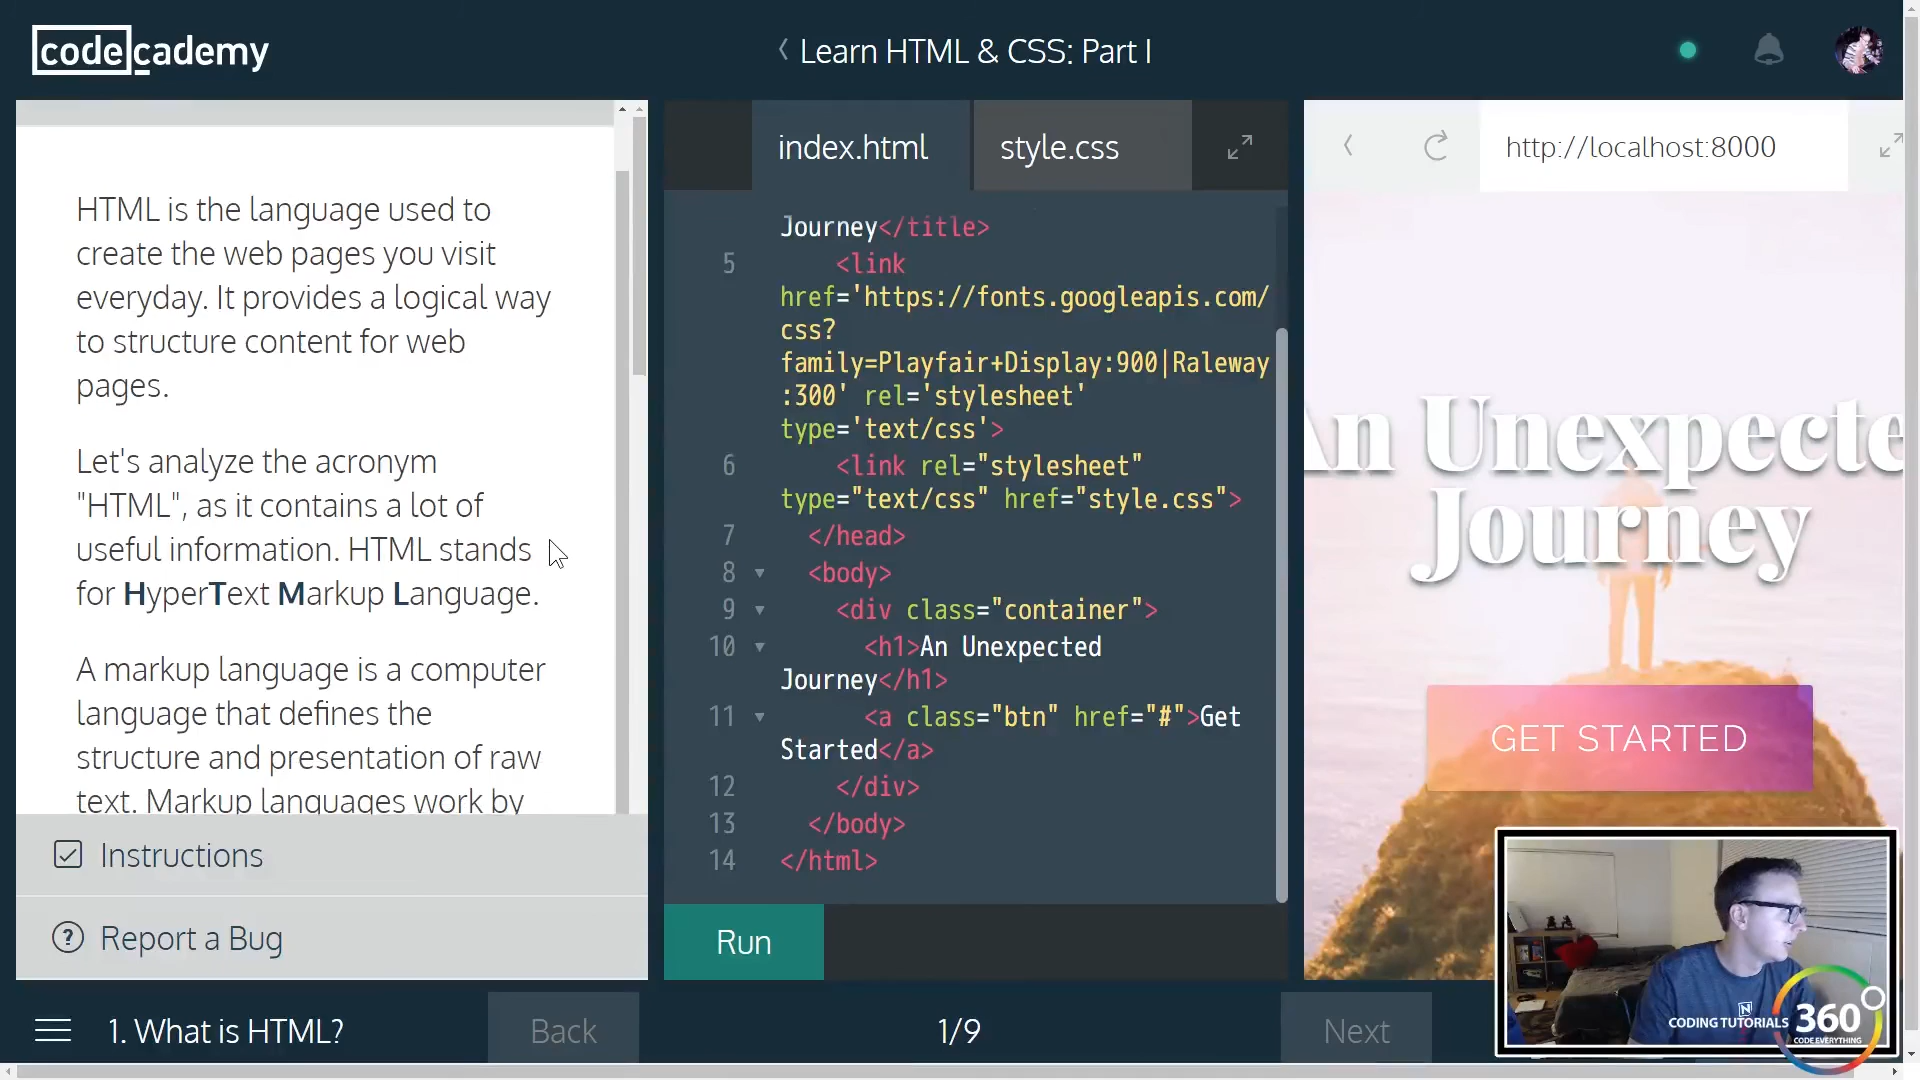 codecademy
Learn HTML & CSS: Part I
HTML is the language used to
create the web pages you visit
everyday. It provides a logical way
to structure content for web
pages.
Let's analyze the acronym
"HTML", as it contains a lot of
useful information. HTML stands
for HyperText Markup Language.
A markup language is a computer
language that defines the
structure and presentation of raw
text. Markup languages work by
Instructions
Report a Bug
index.html
style.css
Journey</title>
5 <link
href='https://fonts.googleapis.com/
css?
family=Playfair+Display:900|Raleway
:300' rel='stylesheet'
type='text/css'>
6 <link rel="stylesheet"
type="text/css" href="style.css">
7 </head>
8 <body>
9 <div class="container">
10 <h1>An Unexpected
Journey</h1>
11 <a class="btn" href="#">Get
Started</a>
12 </div>
13 </body>
14 </html>
Run
http://localhost:8000
An Unexpecte
Journey
GET STARTED
CODING TUTORIALS 360
CODE EVERYTHING
1. What is HTML?
Back
1/9
Next